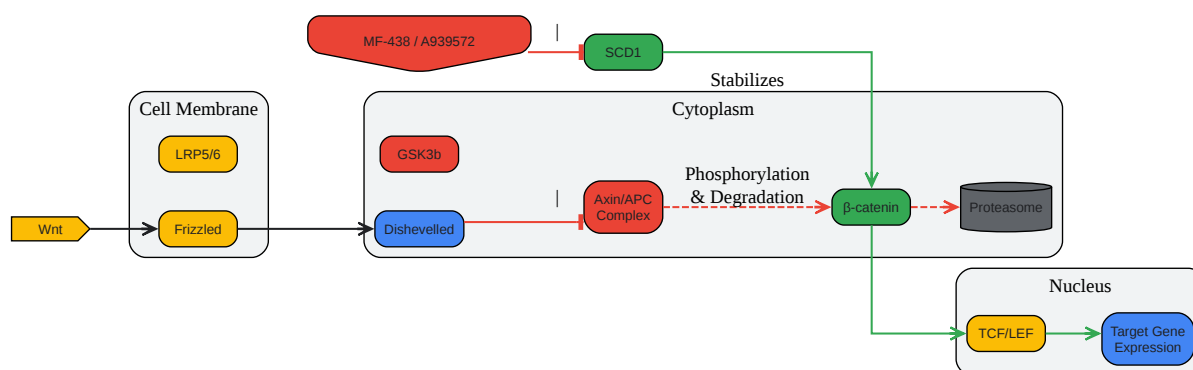 MF-438 / A939572
|
SCD1
Stabilizes
Cell Membrane
Cytoplasm
LRP5/6
GSK3b
Phosphorylation
& Degradation
|
Axin/APC
Complex
β-catenin
Proteasome
Wnt
Frizzled
Dishevelled
Nucleus
TCF/LEF
Target Gene
Expression